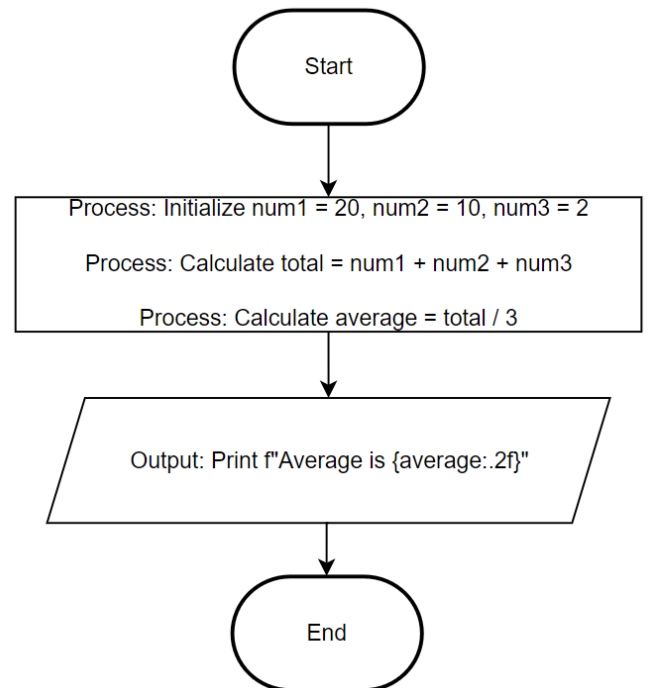 Start
Process: Initialize num1 = 20, num2 = 10, num3 = 2
Process: Calculate total = num1 + num2 + num3
Process: Calculate average = total / 3
Output: Print f"Average is {average:.2f}"
End